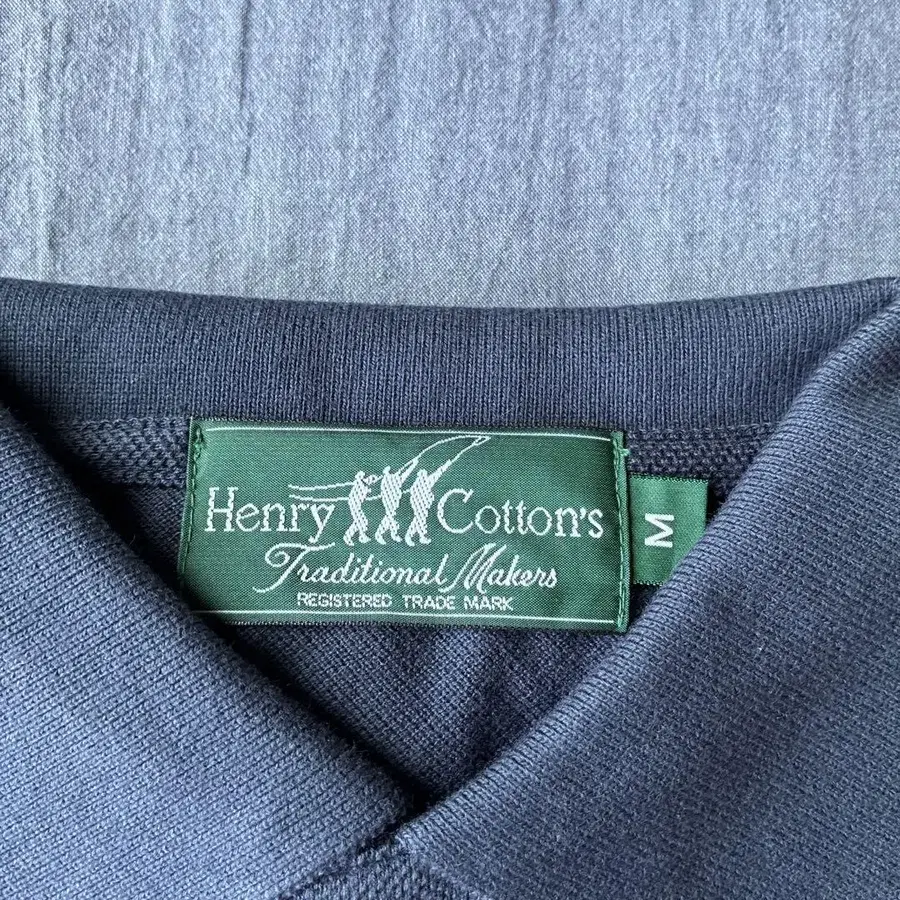 Henry Cotton's
Traditional Makers
REGISTERED TRADE MARK
M